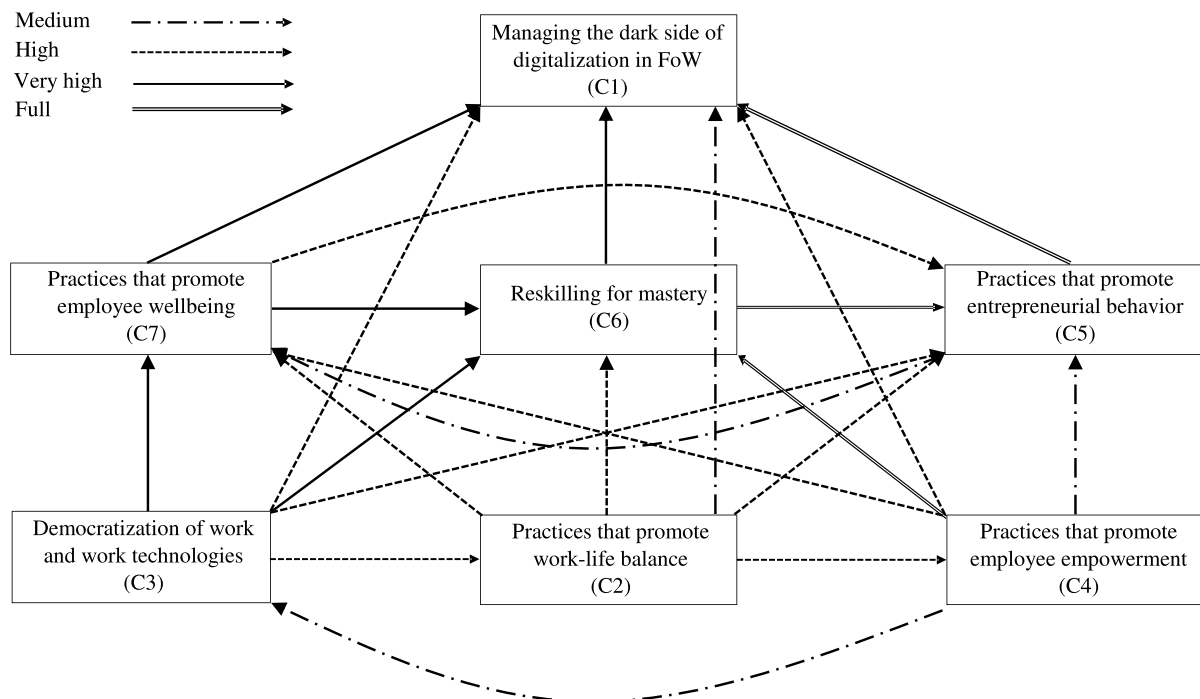 Medium
High
Very high
Full
Managing the dark side of
digitalization in FoW
(C1)
Practices that promote
employee wellbeing
(C7)
Reskilling for mastery
(C6)
Practices that promote
entrepreneurial behavior
(C5)
Democratization of work
and work technologies
(C3)
Practices that promote
work-life balance
(C2)
Practices that promote
employee empowerment
(C4)